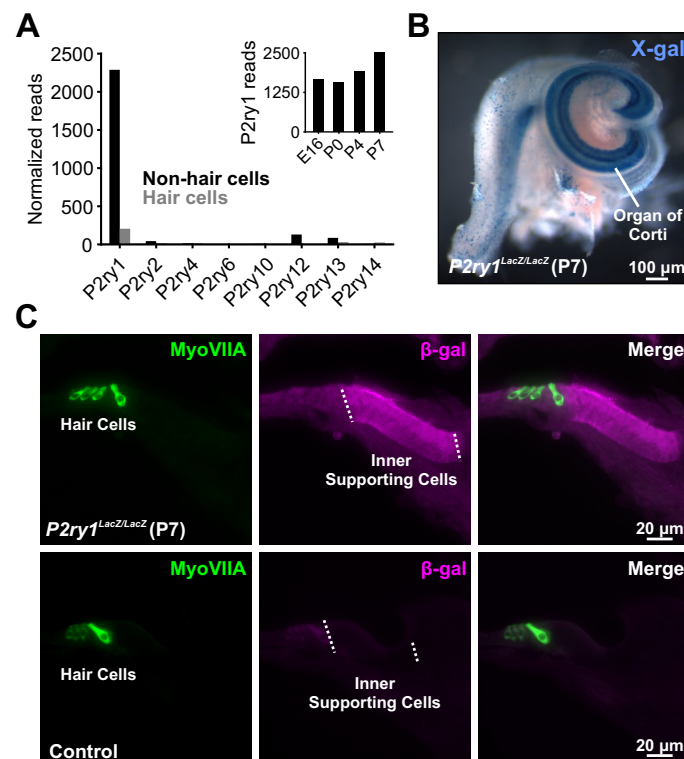 A
Normalized reads
2500
2000
1500
1000
500
0
P2ry1
P2ry2
P2ry4
P2ry6
P2ry10
P2ry12
P2ry13
P2ry14
Non-hair cells
Hair cells
P2ry1 reads
2500
1250
0
E16
P0
P4
P7
B
X-gal
Organ of
Corti
P2ry1LacZ/LacZ (P7)
100 µm
C
MyoVIIA
Hair Cells
P2ry1LacZ/LacZ (P7)
β-gal
Inner
Supporting Cells
Merge
20 µm
MyoVIIA
Hair Cells
Control
β-gal
Inner
Supporting Cells
Merge
20 µm